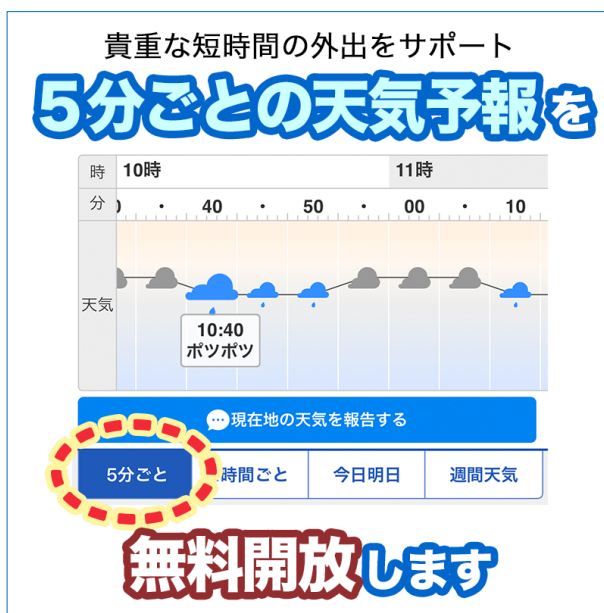 貴重な短時間の外出をサポート
5分ごとの天気予報を
時 10時 11時
分 ・ 40 ・ 50 ・ 00 ・ 10
天気
10:40
ポツポツ
現在地の天気を報告する
5分ごと 時間ごと 今日明日 週間天気
無料開放します